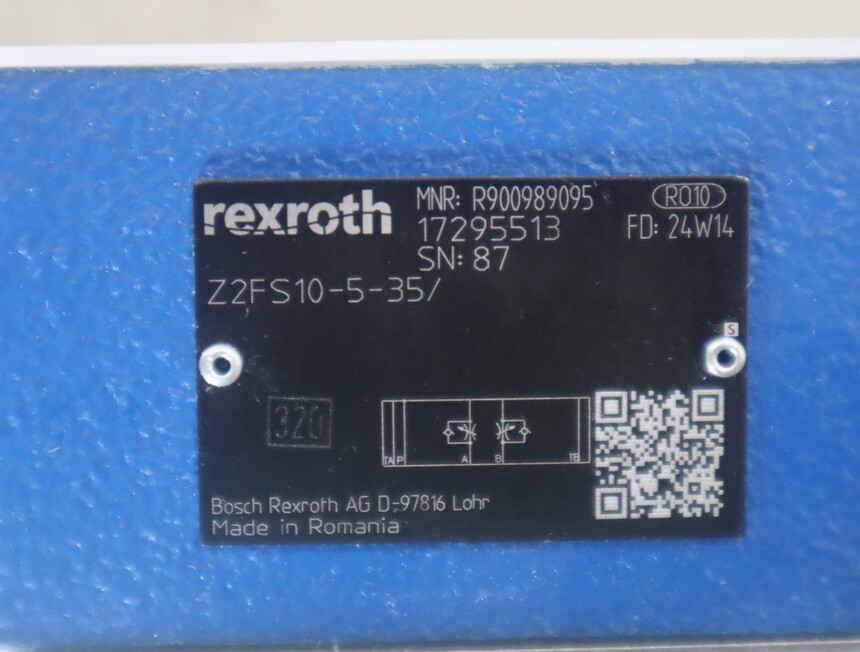 rexroth
MNR: R900989095
RO10
17295513
FD: 24W14
SN: 87
Z2FS10-5-35/
S
320
TA P A B TB
Bosch Rexroth AG D-97816 Lohr
Made in Romania